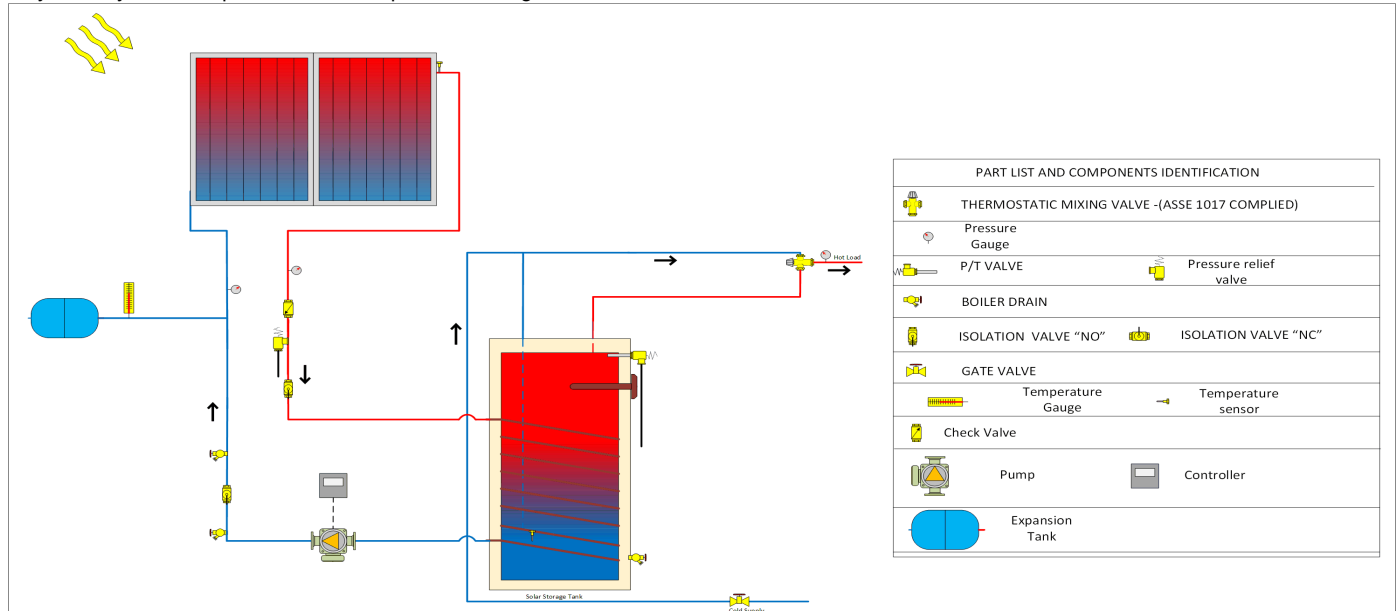 Hot Load
Solar Storage Tank
Cold Supply
PART LIST AND COMPONENTS IDENTIFICATION
THERMOSTATIC MIXING VALVE -(ASSE 1017 COMPLIED)
Pressure
Gauge
P/T VALVE
Pressure relief
valve
BOILER DRAIN
ISOLATION VALVE “NO”
ISOLATION VALVE “NC”
GATE VALVE
Temperature
Gauge
Temperature
sensor
Check Valve
Pump
Controller
Expansion
Tank